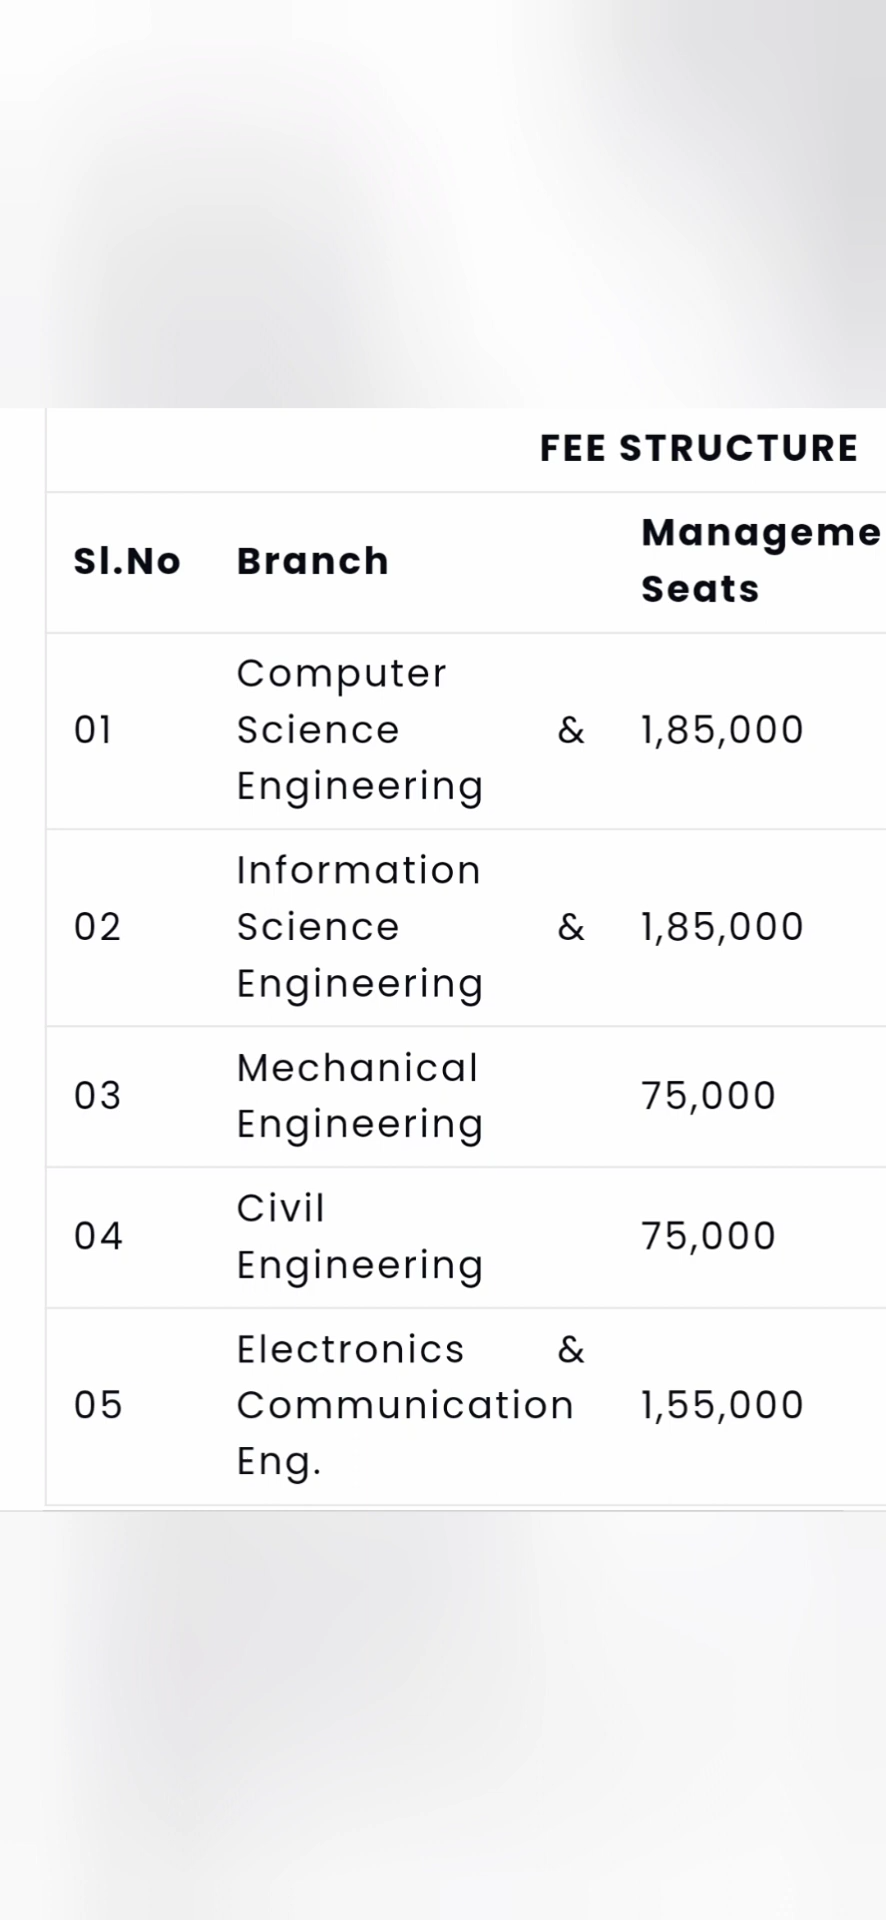 FEE STRUCTURE
Sl.No Branch
Seats
Computer
01 Science & 1,85,000
Engineering
Information
02 Science & 1,85,000
Engineering
03 Mechanical 75,000
Engineering
04 Civil 75,000
Engineering
Electronics &
05 Communication 1,55,000
Eng.